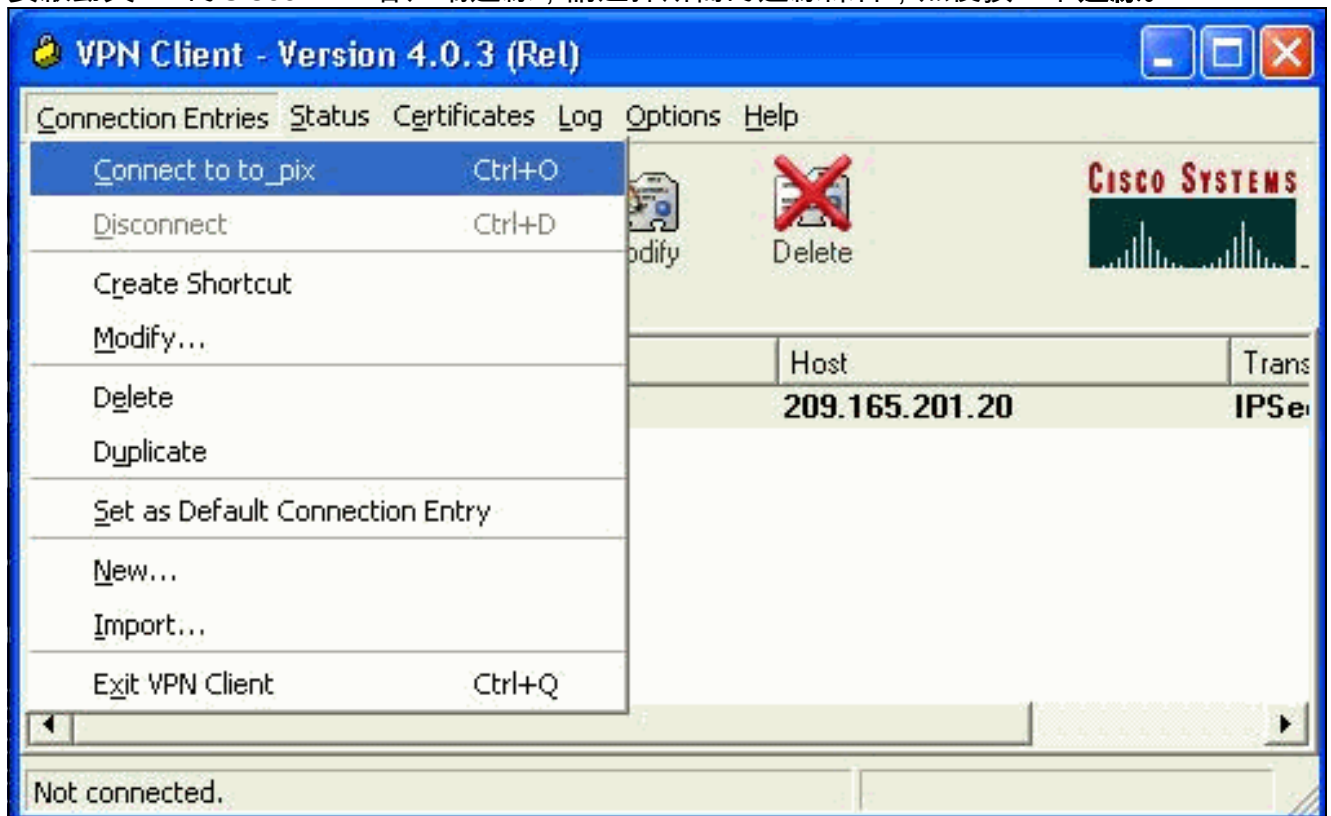 VPN Client - Version 4.0.3 (Rel)
Connection Entries Status Certificates Log Options Help
Connect to to_pix Ctrl+O
Disconnect Ctrl+D
Create Shortcut
Modify...
Delete
Duplicate
Set as Default Connection Entry
New...
Import...
Exit VPN Client Ctrl+Q
odify
Delete
CISCO SYSTEMS
Host Trans
209.165.201.20 IPSe
Not connected.